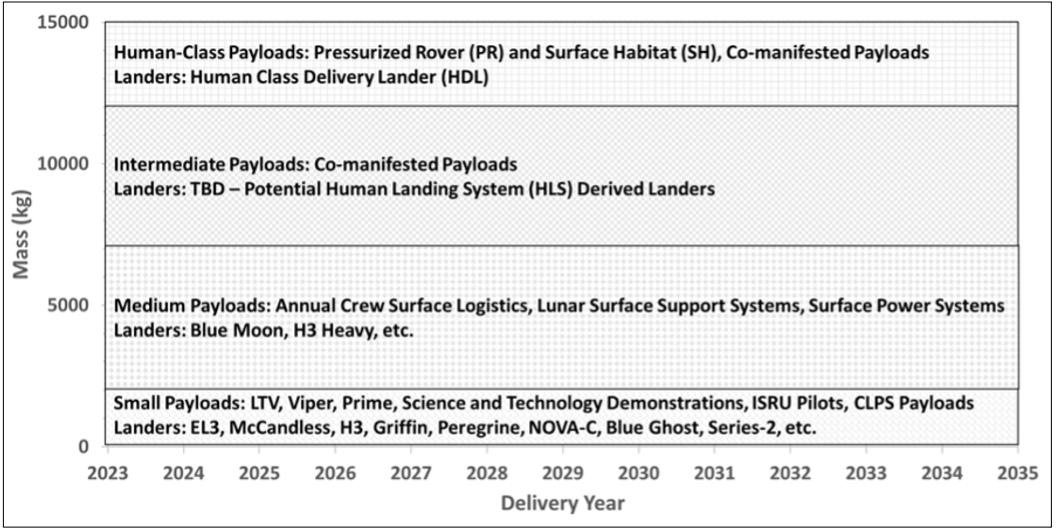 15000
Human-Class Payloads: Pressurized Rover (PR) and Surface Habitat (SH), Co-manifested Payloads
Landers: Human Class Delivery Lander (HDL)
10000
Intermediate Payloads: Co-manifested Payloads
Landers: TBD – Potential Human Landing System (HLS) Derived Landers
Mass (kg)
5000
Medium Payloads: Annual Crew Surface Logistics, Lunar Surface Support Systems, Surface Power Systems
Landers: Blue Moon, H3 Heavy, etc.
Small Payloads: LTV, Viper, Prime, Science and Technology Demonstrations, ISRU Pilots, CLPS Payloads
Landers: EL3, McCandless, H3, Griffin, Peregrine, NOVA-C, Blue Ghost, Series-2, etc.
0
2023 2024 2025 2026 2027 2028 2029 2030 2031 2032 2033 2034 2035
Delivery Year